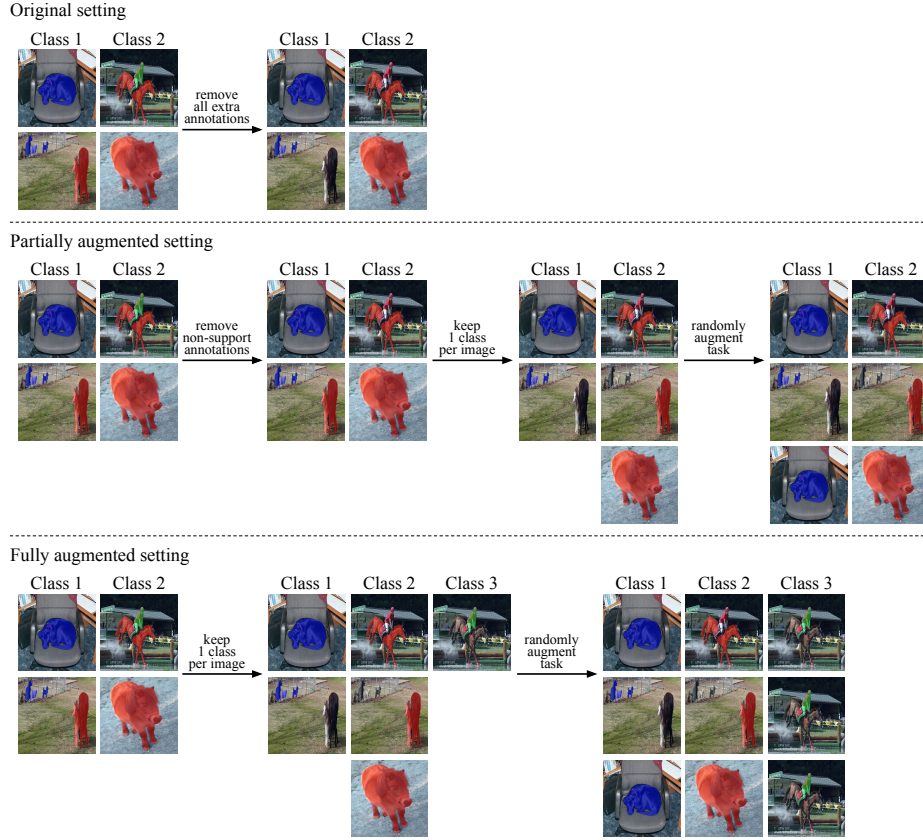 Original setting
Class 1 Class 2 Class 1 Class 2
remove
all extra
annotations
Partially augmented setting
Class 1 Class 2 Class 1 Class 2 Class 1 Class 2 Class 1 Class 2
remove
non-support
annotations
keep
1 class
per image
randomly
augment
task
Fully augmented setting
Class 1 Class 2 Class 1 Class 2 Class 3 Class 1 Class 2 Class 3
keep
1 class
per image
randomly
augment
task